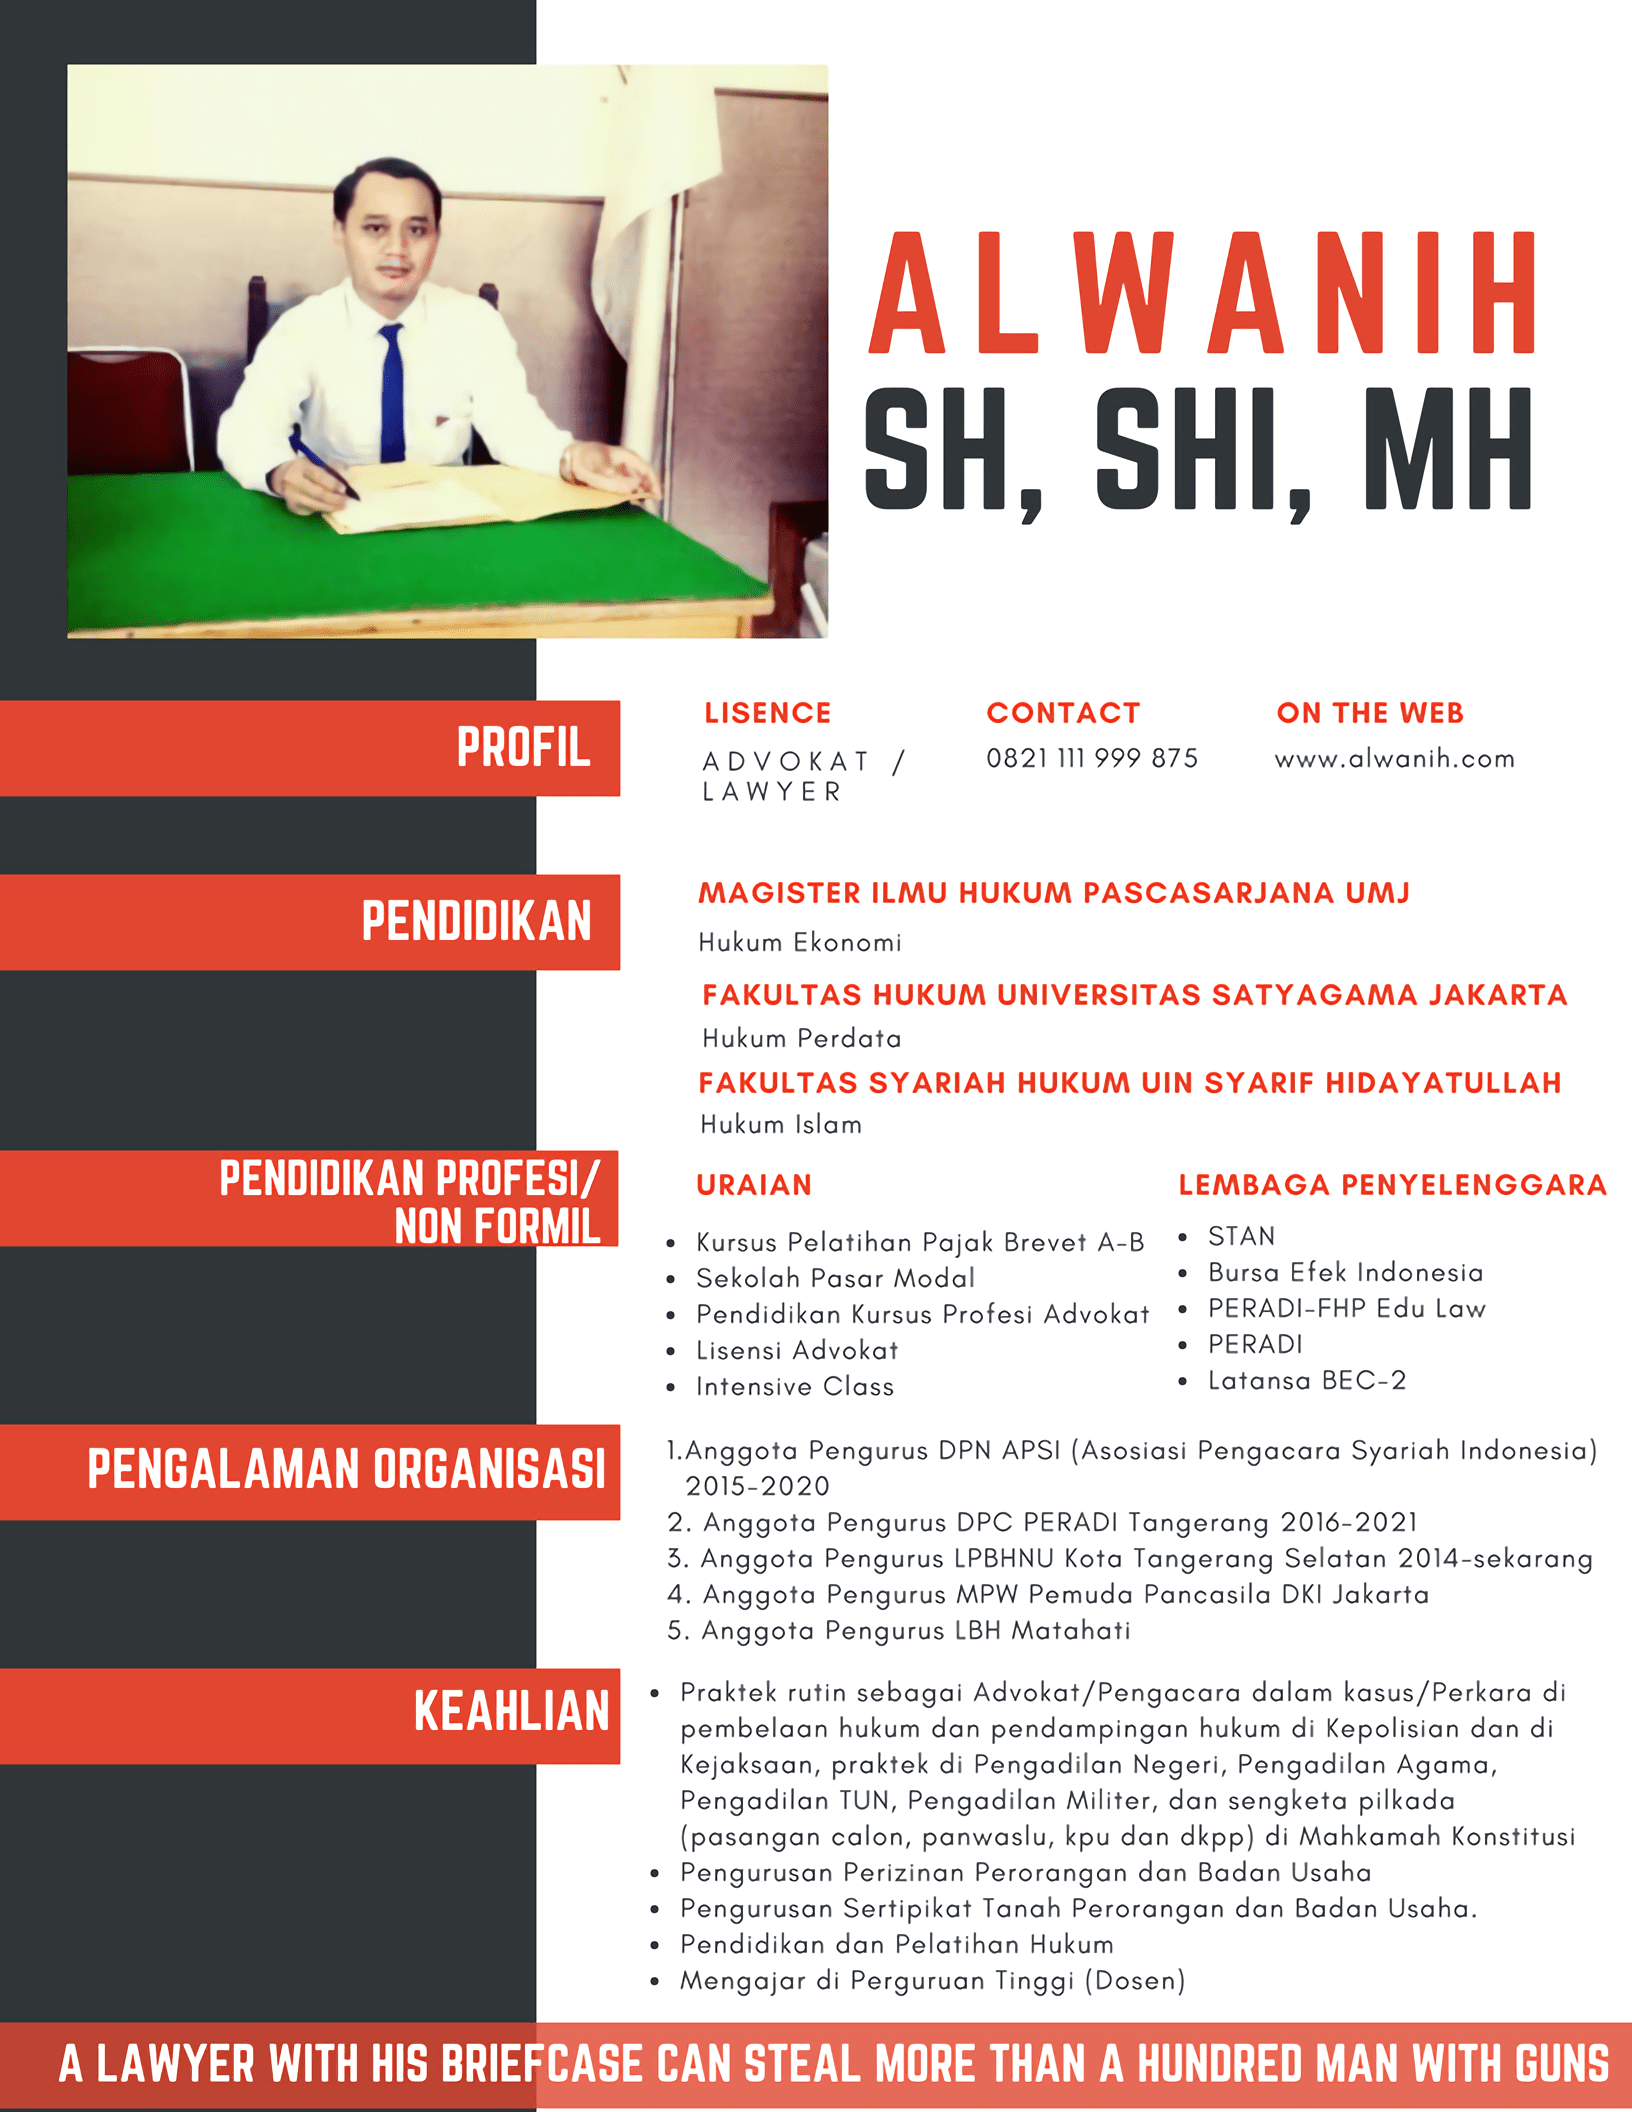 ALWANIH
SH, SHI, MH
PROFIL
LISENCE
ADVOKAT /
LAWYER
CONTACT
0821 111 999 875
ON THE WEB
www.alwanih.com
PENDIDIKAN
MAGISTER ILMU HUKUM PASCASARJANA UMJ
Hukum Ekonomi
FAKULTAS HUKUM UNIVERSITAS SATYAGAMA JAKARTA
Hukum Perdata
FAKULTAS SYARIAH HUKUM UIN SYARIF HIDAYATULLAH
Hukum Islam
PENDIDIKAN PROFESI/
NON FORMIL
URAIAN
• Kursus Pelatihan Pajak Brevet A-B
• Sekolah Pasar Modal
• Pendidikan Kursus Profesi Advokat
• Lisensi Advokat
• Intensive Class
LEMBAGA PENYELENGGARA
• STAN
• Bursa Efek Indonesia
• PERADI-FHP Edu Law
• PERADI
• Latansa BEC-2
PENGALAMAN ORGANISASI
1.Anggota Pengurus DPN APSI (Asosiasi Pengacara Syariah Indonesia)
2015-2020
2. Anggota Pengurus DPC PERADI Tangerang 2016-2021
3. Anggota Pengurus LPBHNU Kota Tangerang Selatan 2014-sekarang
4. Anggota Pengurus MPW Pemuda Pancasila DKI Jakarta
5. Anggota Pengurus LBH Matahati
KEAHLIAN
• Praktek rutin sebagai Advokat/Pengacara dalam kasus/Perkara di
pembelaan hukum dan pendampingan hukum di Kepolisian dan di
Kejaksaan, praktek di Pengadilan Negeri, Pengadilan Agama,
Pengadilan TUN, Pengadilan Militer, dan sengketa pilkada
(pasangan calon, panwaslu, kpu dan dkpp) di Mahkamah Konstitusi
• Pengurusan Perizinan Perorangan dan Badan Usaha
• Pengurusan Sertipikat Tanah Perorangan dan Badan Usaha.
• Pendidikan dan Pelatihan Hukum
• Mengajar di Perguruan Tinggi (Dosen)
A LAWYER WITH HIS BRIEFCASE CAN STEAL MORE THAN A HUNDRED MAN WITH GUNS